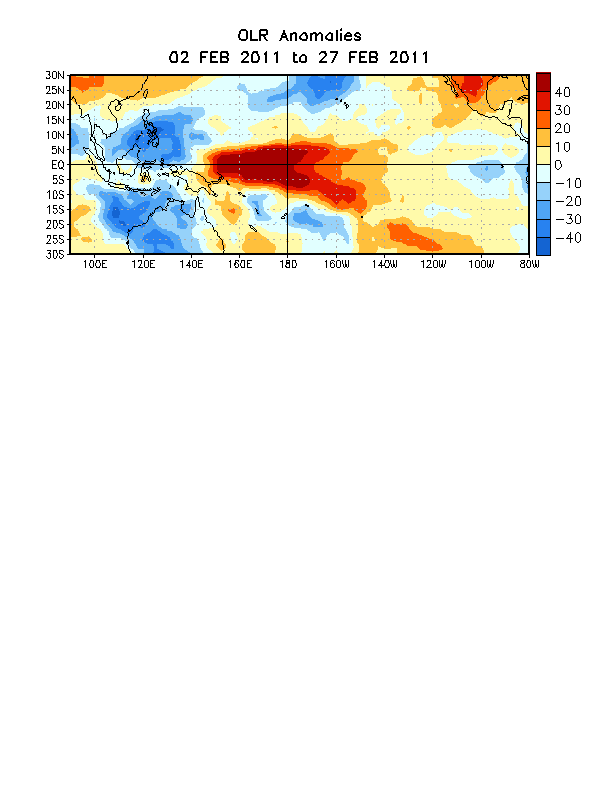 OLR Anomalies
02 FEB 2011 to 27 FEB 2011
30N
25N
20N
15N
10N
5N
EQ
5S
10S
15S
20S
25S
30S
100E 120E 140E 160E 180 160W 140W 120W 100W 80W
40
30
20
10
0
−10
−20
−30
−40